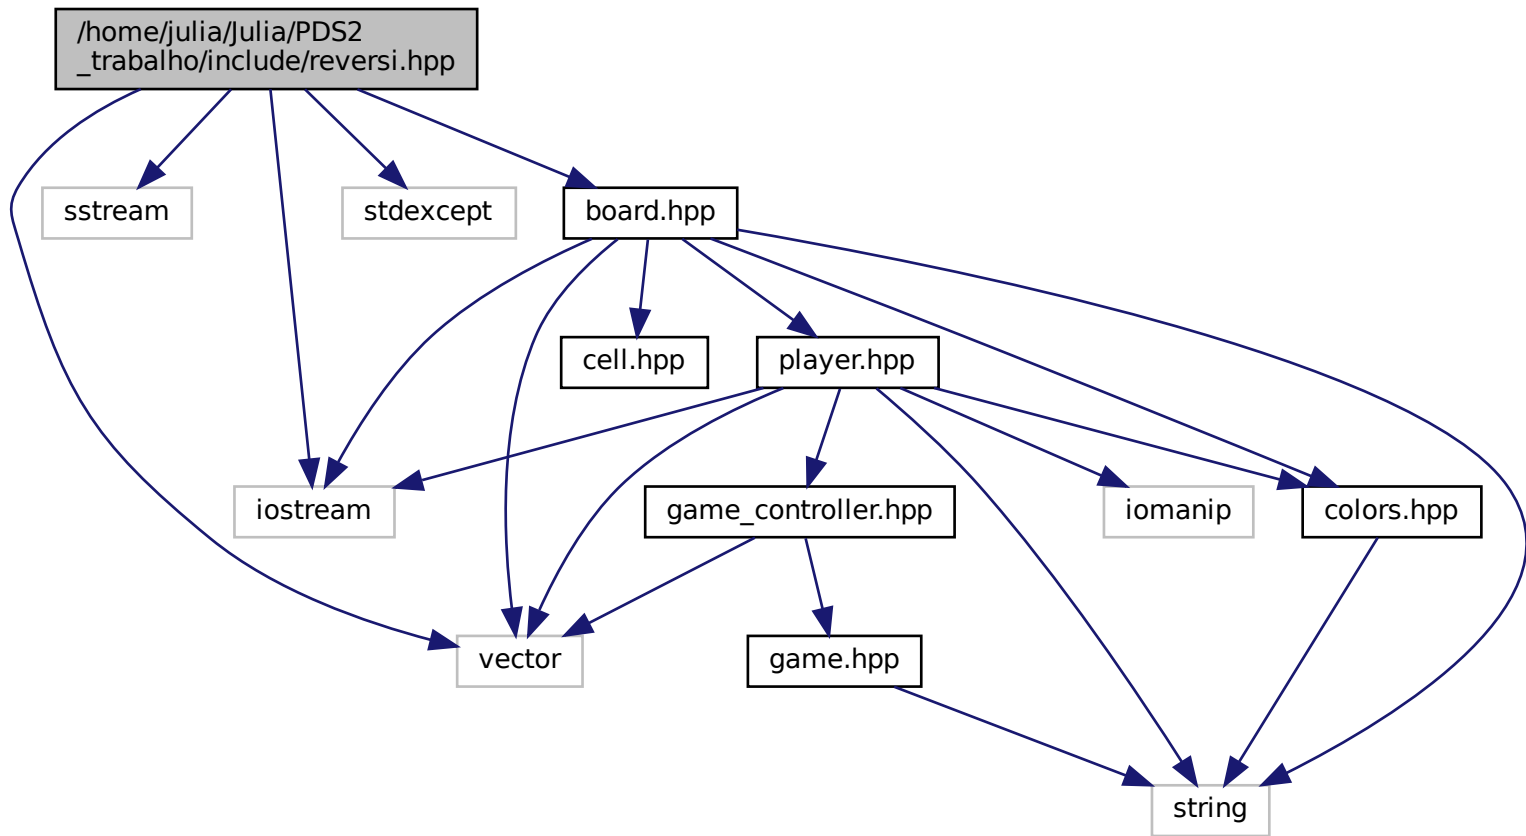 /home/julia/Julia/PDS2
_trabalho/include/reversi.hpp
sstream
stdexcept
board.hpp
cell.hpp
player.hpp
iostream
game_controller.hpp
iomanip
colors.hpp
vector
game.hpp
string